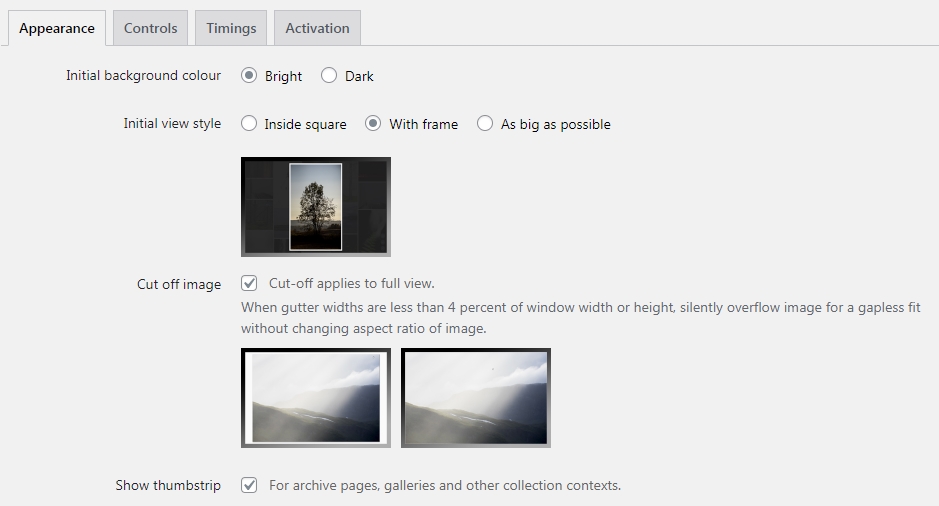 Appearance Controls Timings Activation
Initial background colour Bright Dark
Initial view style Inside square With frame As big as possible
Cut off image Cut-off applies to full view.
When gutter widths are less than 4 percent of window width or height, silently overflow image for a gapless fit
without changing aspect ratio of image.
Show thumbstrip For archive pages, galleries and other collection contexts.